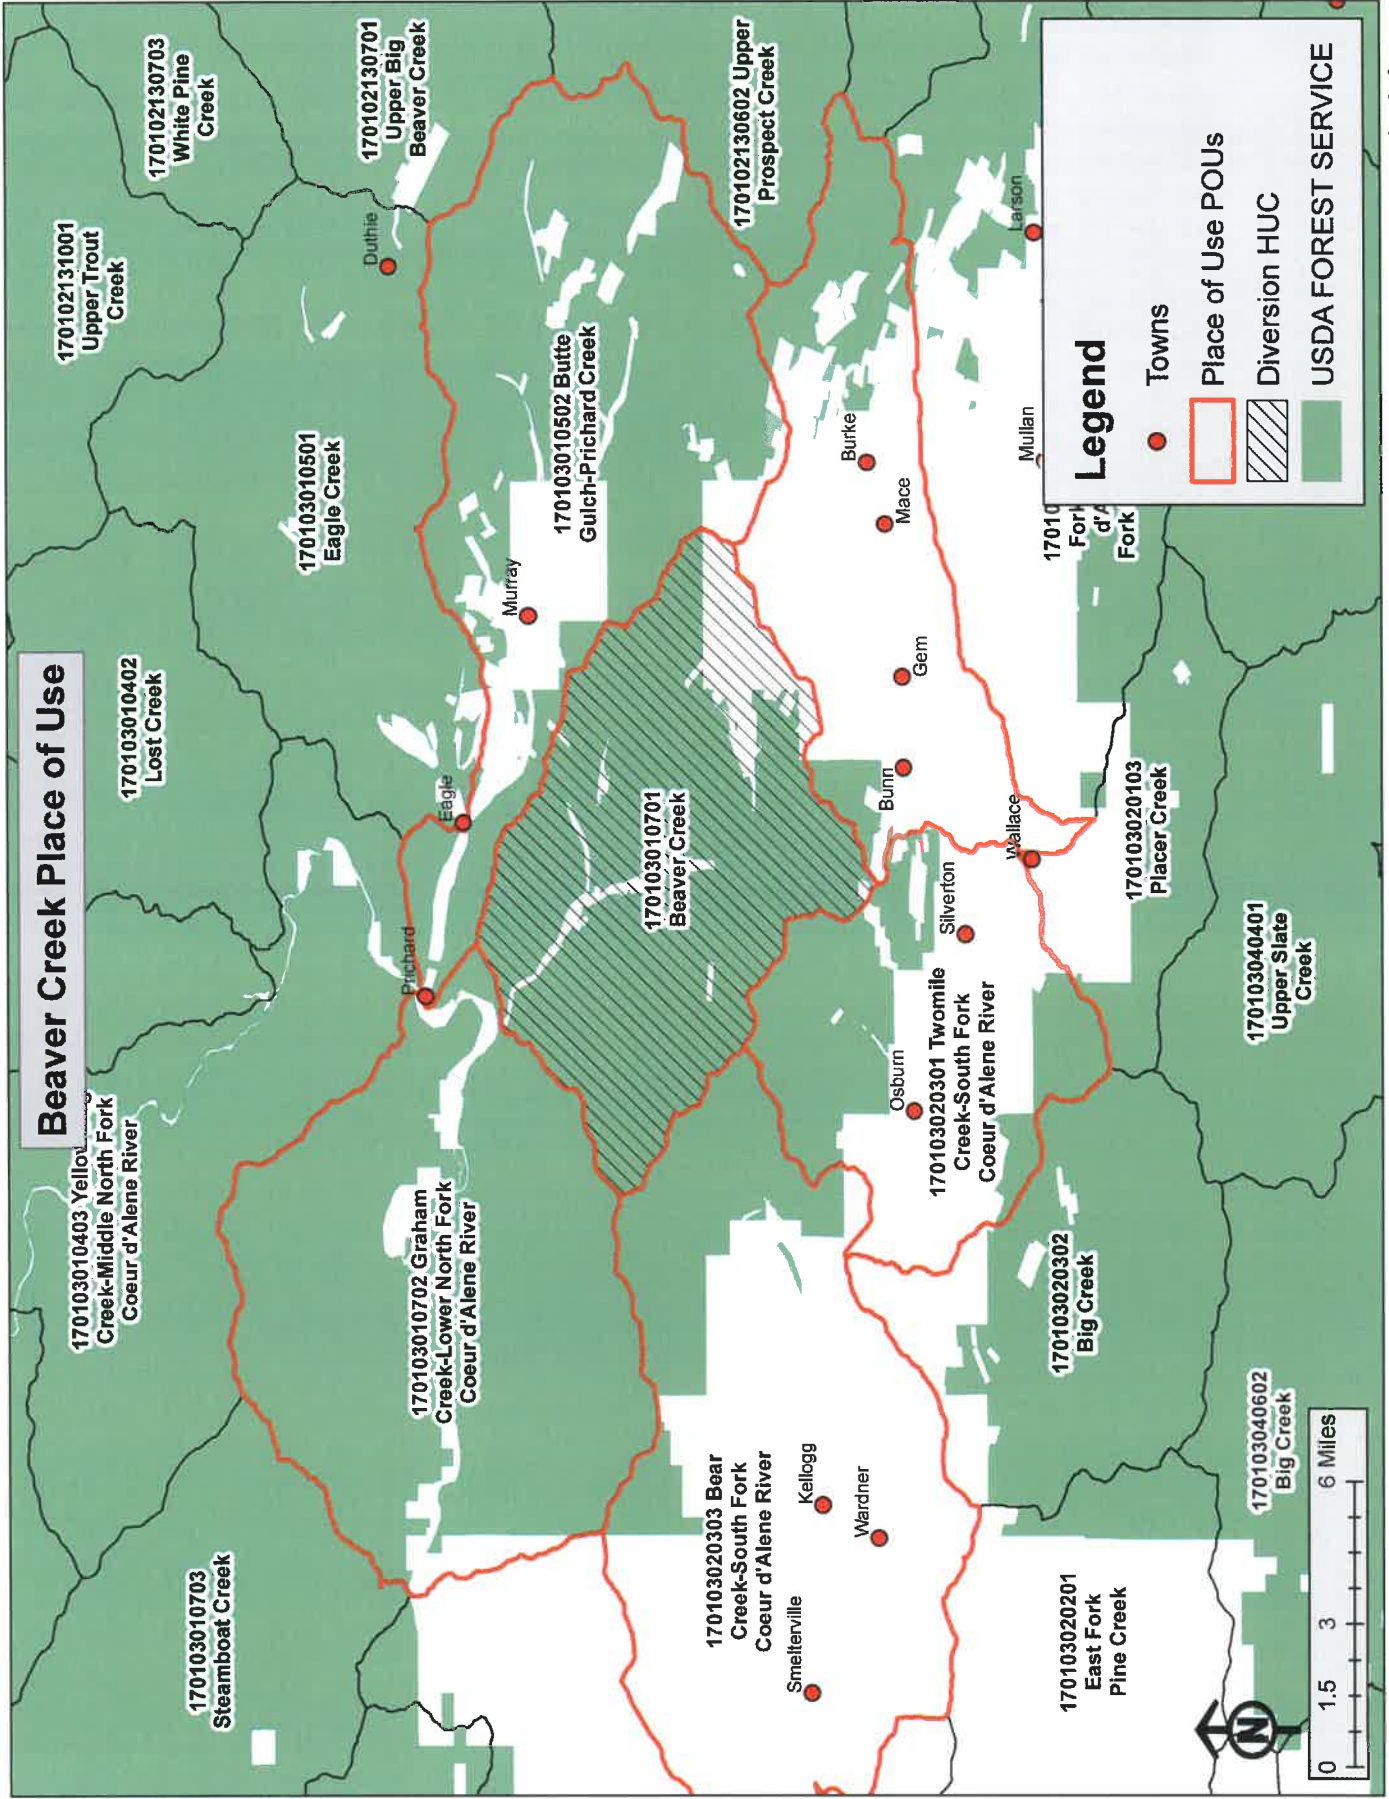 Beaver Creek Place of Use
170103010403
Creek-Middle North Fork
Coeur d'Alene River
170103010402
Lost Creek
170102131001
Upper Trout
Creek
170102130703
White Pine
Creek
170102130701
Upper Big
Beaver Creek
Duthie
170103010501
Eagle Creek
170103010703
Steamboat Creek
170103010702 Graham
Creek-Lower North Fork
Coeur d'Alene River
Prichard
Eagle
Murray
170103010502 Butte
Gulch-Prichard Creek
170102130602 Upper
Prospect Creek
170103010701
Beaver Creek
170103020303 Bear
Creek-South Fork
Coeur d'Alene River
Kellogg
Wardner
Smelterville
Osburn
170103020301 Twomile
Creek-South Fork
Coeur d'Alene River
Silverton
Wallace
Bunn
Gem
Mace
Burke
Larson
Mullan
17010
Fork
d'A
Fork
170103020302
Big Creek
170103020103
Placer Creek
170103020201
East Fork
Pine Creek
170103040401
Upper Slate
Creek
170103040602
Big Creek
N
0 1.5 3 6 Miles
Legend
Towns
Place of Use POUs
Diversion HUC
USDA FOREST SERVICE